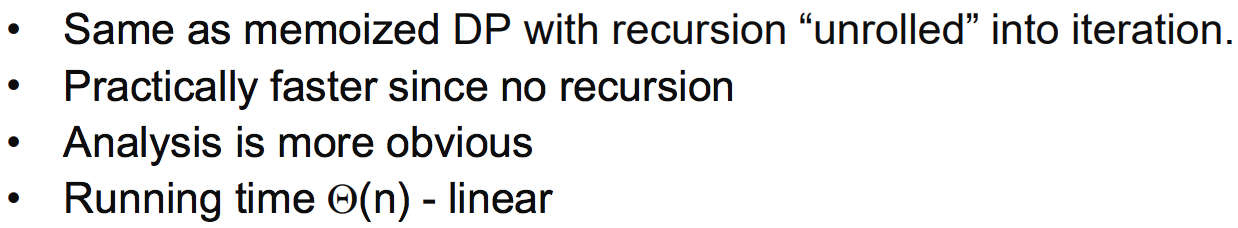 • Same as memoized DP with recursion “unrolled” into iteration.
• Practically faster since no recursion
• Analysis is more obvious
• Running time Θ(n) - linear